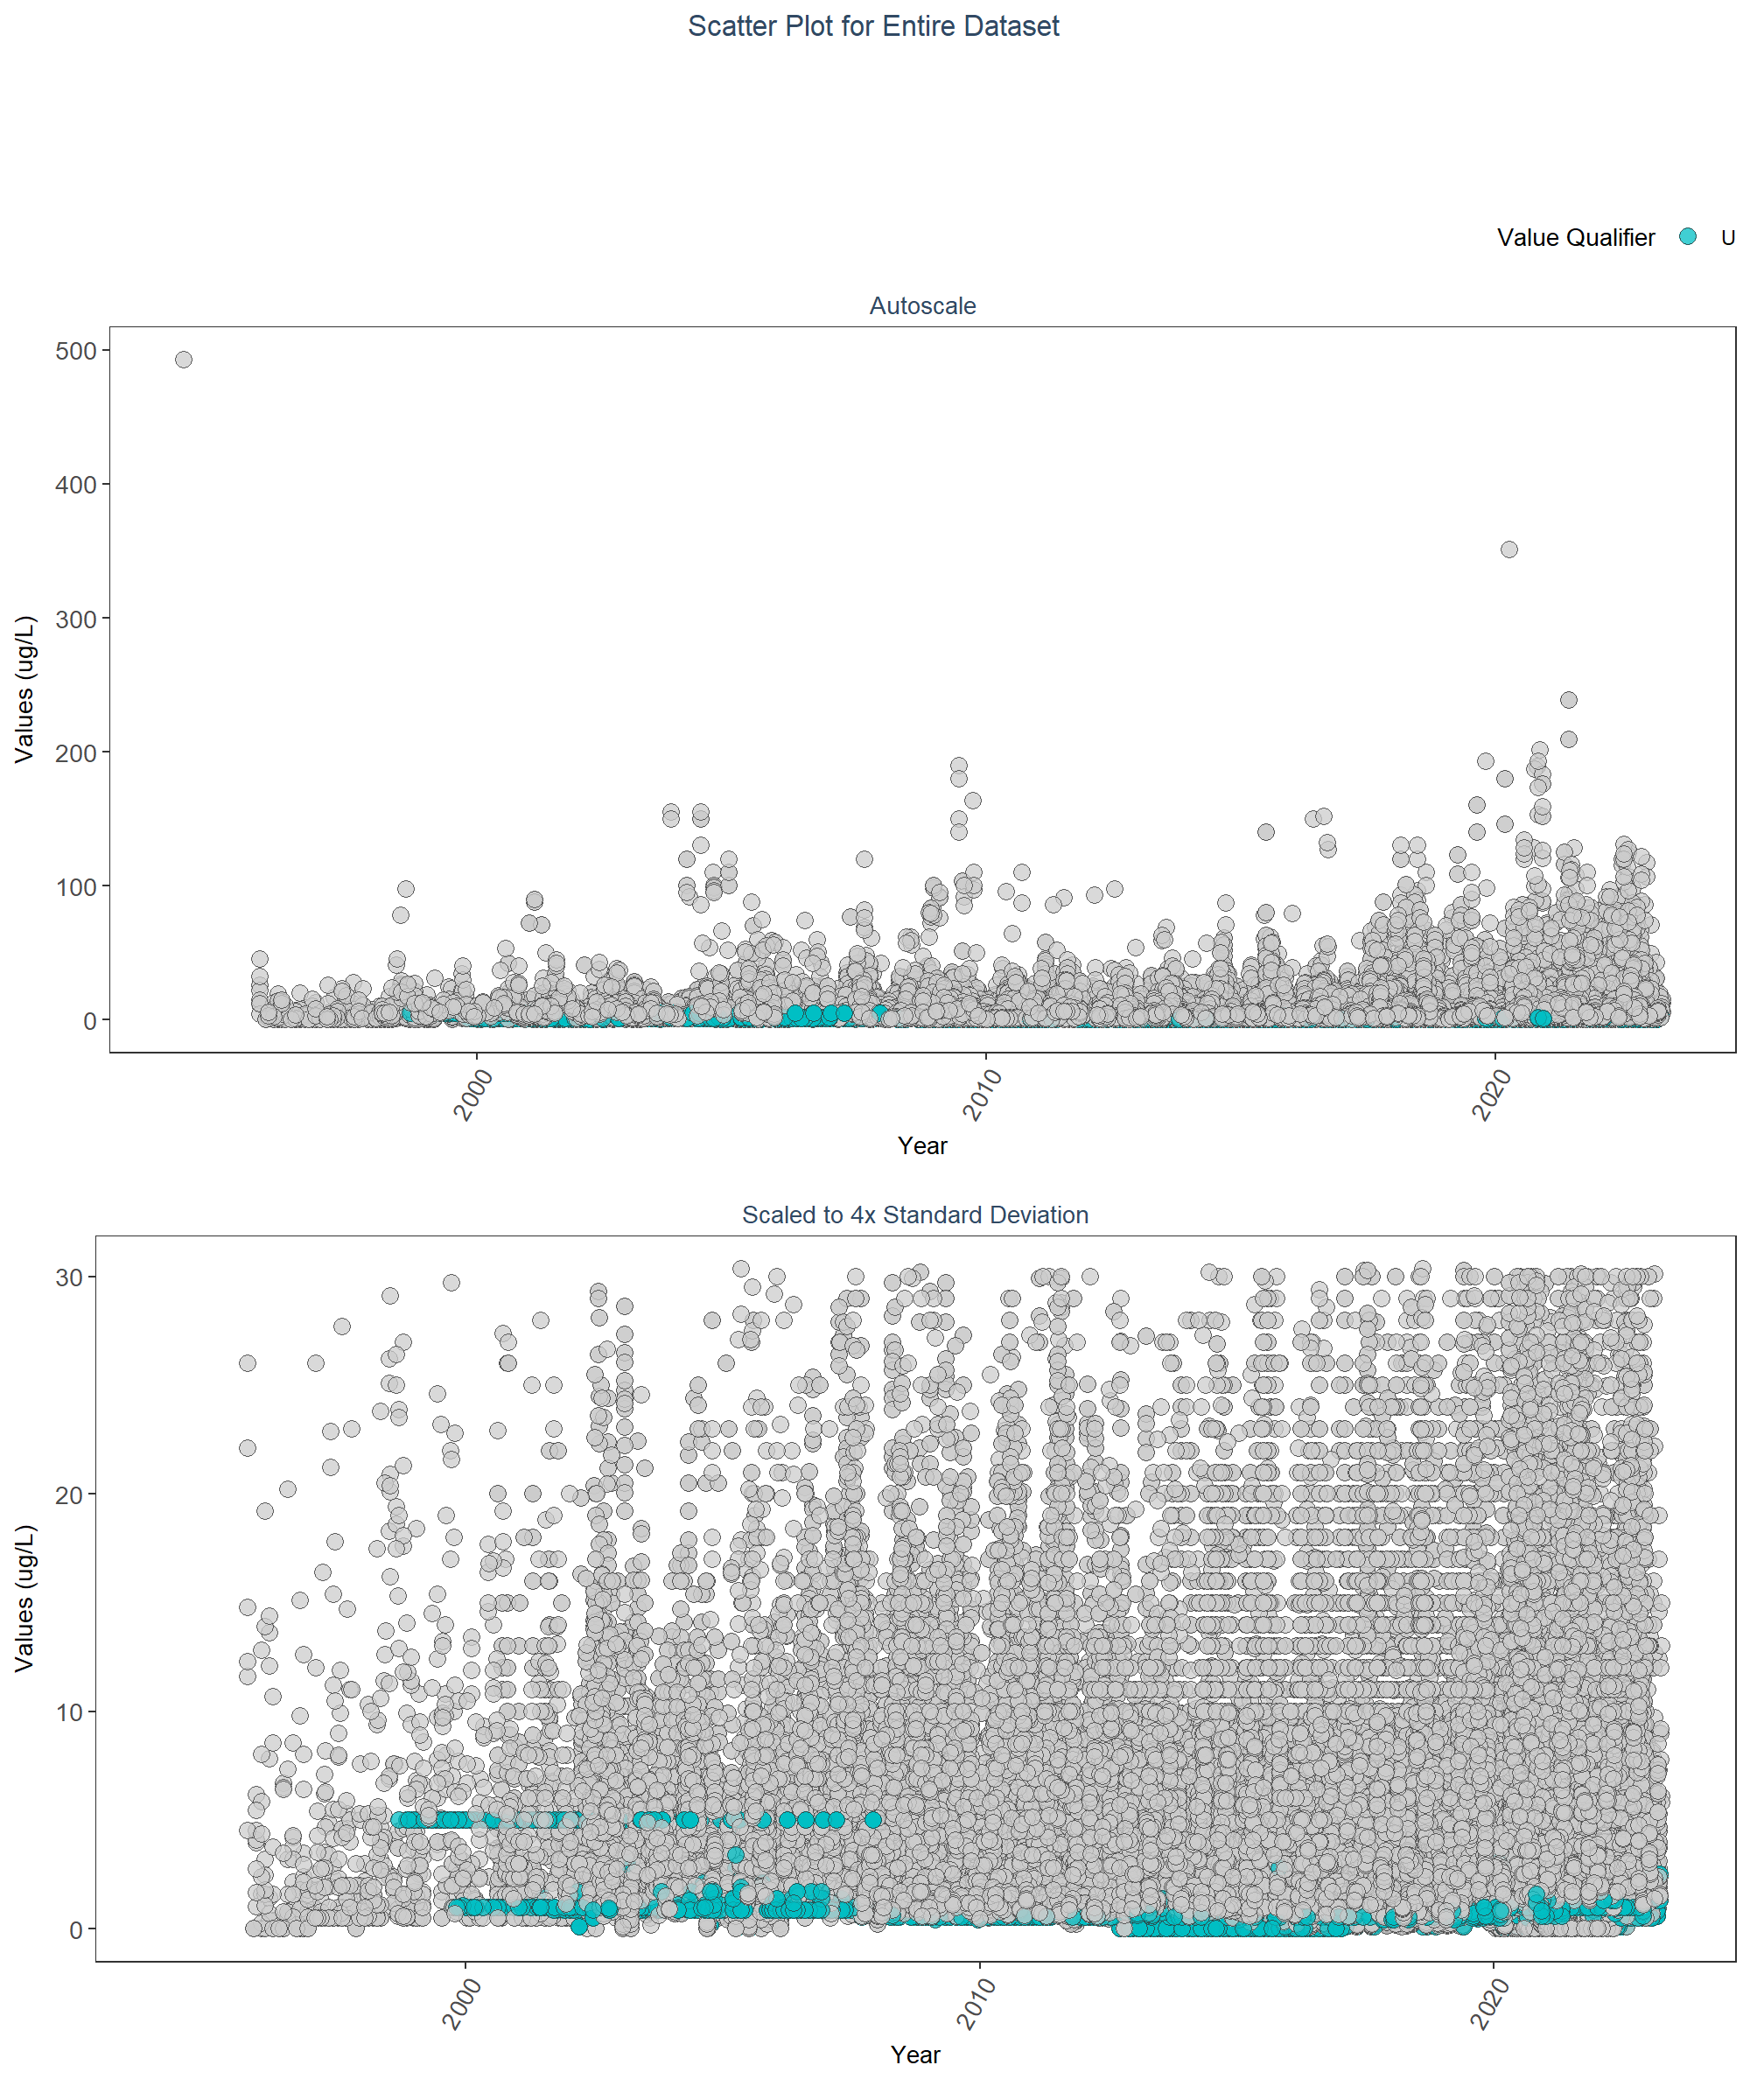 Scatter Plot for Entire Dataset
Value Qualifier U
Autoscale
500
400
300
200
100
0
Values (ug/L)
2000 2010 2020
Year
Scaled to 4x Standard Deviation
30
20
10
0
Values (ug/L)
2000 2010 2020
Year